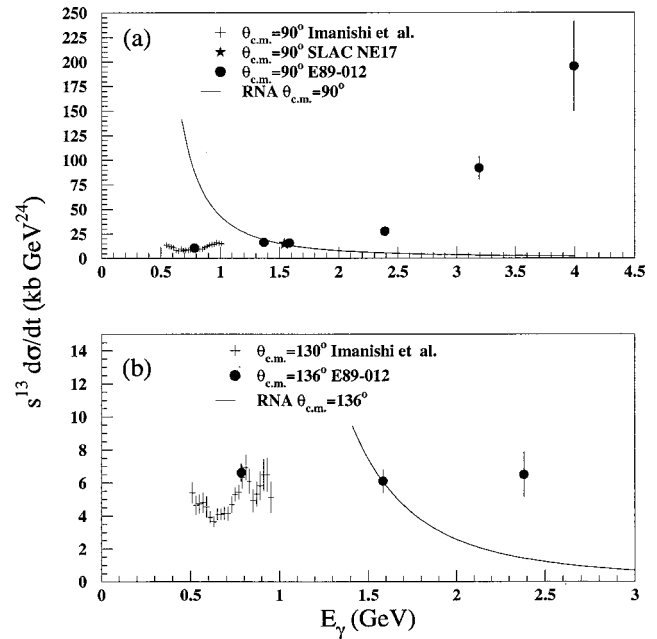 s¹³ dσ/dt (kb GeV²⁴)
250
225
200
175
150
125
100
75
50
25
0
(a)
θc.m.=90° Imanishi et al.
θc.m.=90° SLAC NE17
θc.m.=90° E89-012
RNA θc.m.=90°
0 0.5 1 1.5 2 2.5 3 3.5 4 4.5
14
12
10
8
6
4
2
0
(b)
θc.m.=130° Imanishi et al.
θc.m.=136° E89-012
RNA θc.m.=136°
0 0.5 1 1.5 2 2.5 3
Eγ (GeV)